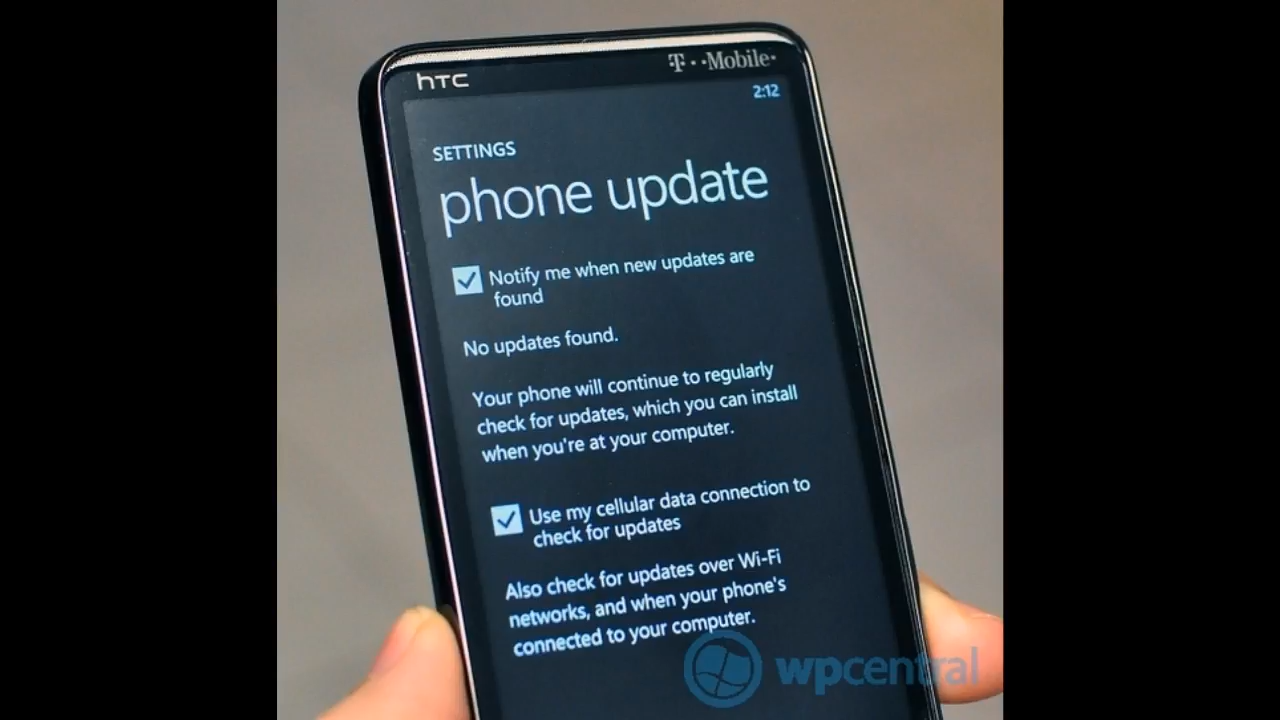 hTC
T··Mobile·
2:12
SETTINGS
phone update
Notify me when new updates are
found
No updates found.
Your phone will continue to regularly
check for updates, which you can install
when you're at your computer.
Use my cellular data connection to
check for updates
Also check for updates over Wi-Fi
networks, and when your phone's
connected to your computer.
wpcentral